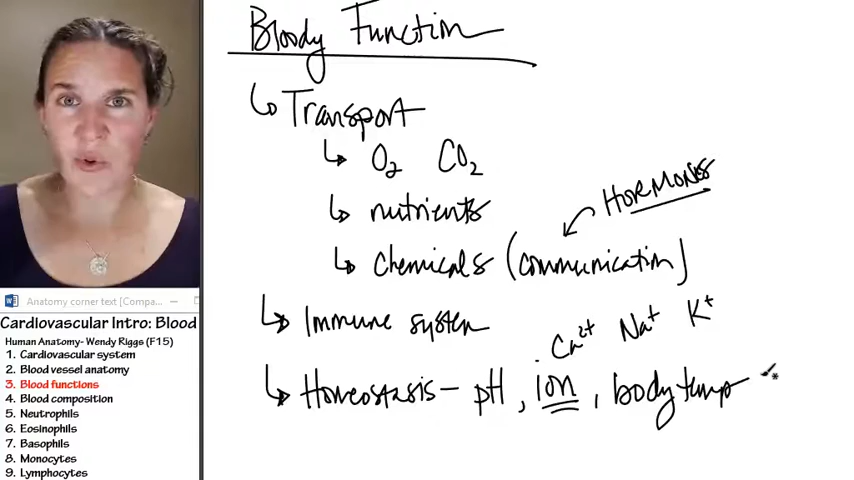 Bloody Function
↳ Transport
↳ O2 CO2
↳ nutrients
HORMONES
↳ Chemicals (communication)
↳ Immune system
Ca2+ Na+ K+
↳ Homeostasis – pH, ion, body temp
Anatomy corner text [Compa...
Cardiovascular Intro: Blood
Human Anatomy- Wendy Riggs (F15)
1. Cardiovascular system
2. Blood vessel anatomy
3. Blood functions
4. Blood composition
5. Neutrophils
6. Eosinophils
7. Basophils
8. Monocytes
9. Lymphocytes